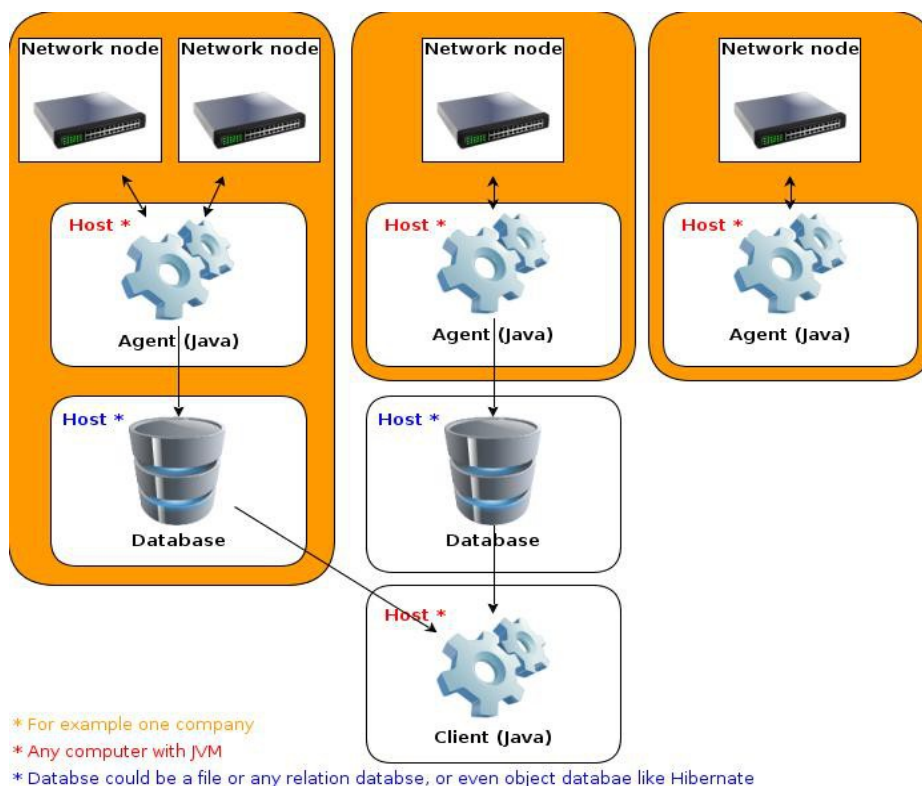 Network node
Network node
Network node
Network node
Host *
Host *
Host *
Agent (Java)
Agent (Java)
Agent (Java)
Host *
Host *
Database
Database
Host *
Client (Java)
* For example one company
* Any computer with JVM
* Databse could be a file or any relation databse, or even object databae like Hibernate